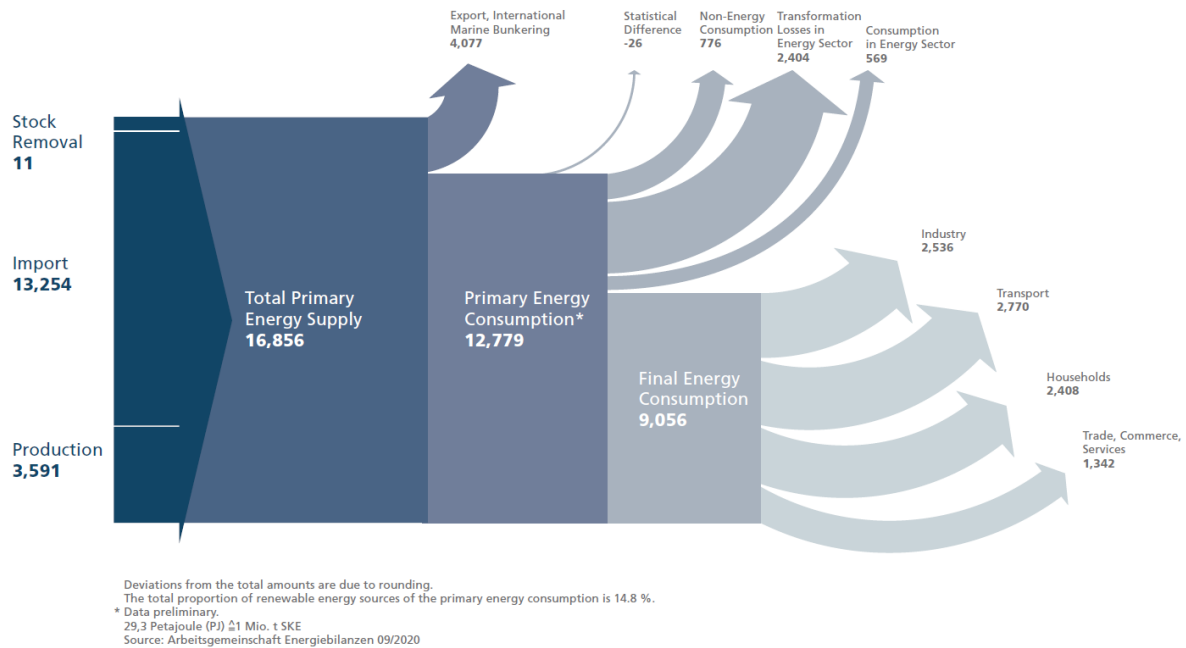 Export, International
Marine Bunkering
4,077
Statistical
Difference
-26
Non-Energy
Consumption
776
Transformation
Losses in
Energy Sector
2,404
Consumption
in Energy Sector
569
Stock
Removal
11
Import
13,254
Production
3,591
Total Primary
Energy Supply
16,856
Primary Energy
Consumption*
12,779
Final Energy
Consumption
9,056
Industry
2,536
Transport
2,770
Households
2,408
Trade, Commerce,
Services
1,342
Deviations from the total amounts are due to rounding.
The total proportion of renewable energy sources of the primary energy consumption is 14.8 %.
* Data preliminary.
29,3 Petajoule (PJ) ≙1 Mio. t SKE
Source: Arbeitsgemeinschaft Energiebilanzen 09/2020